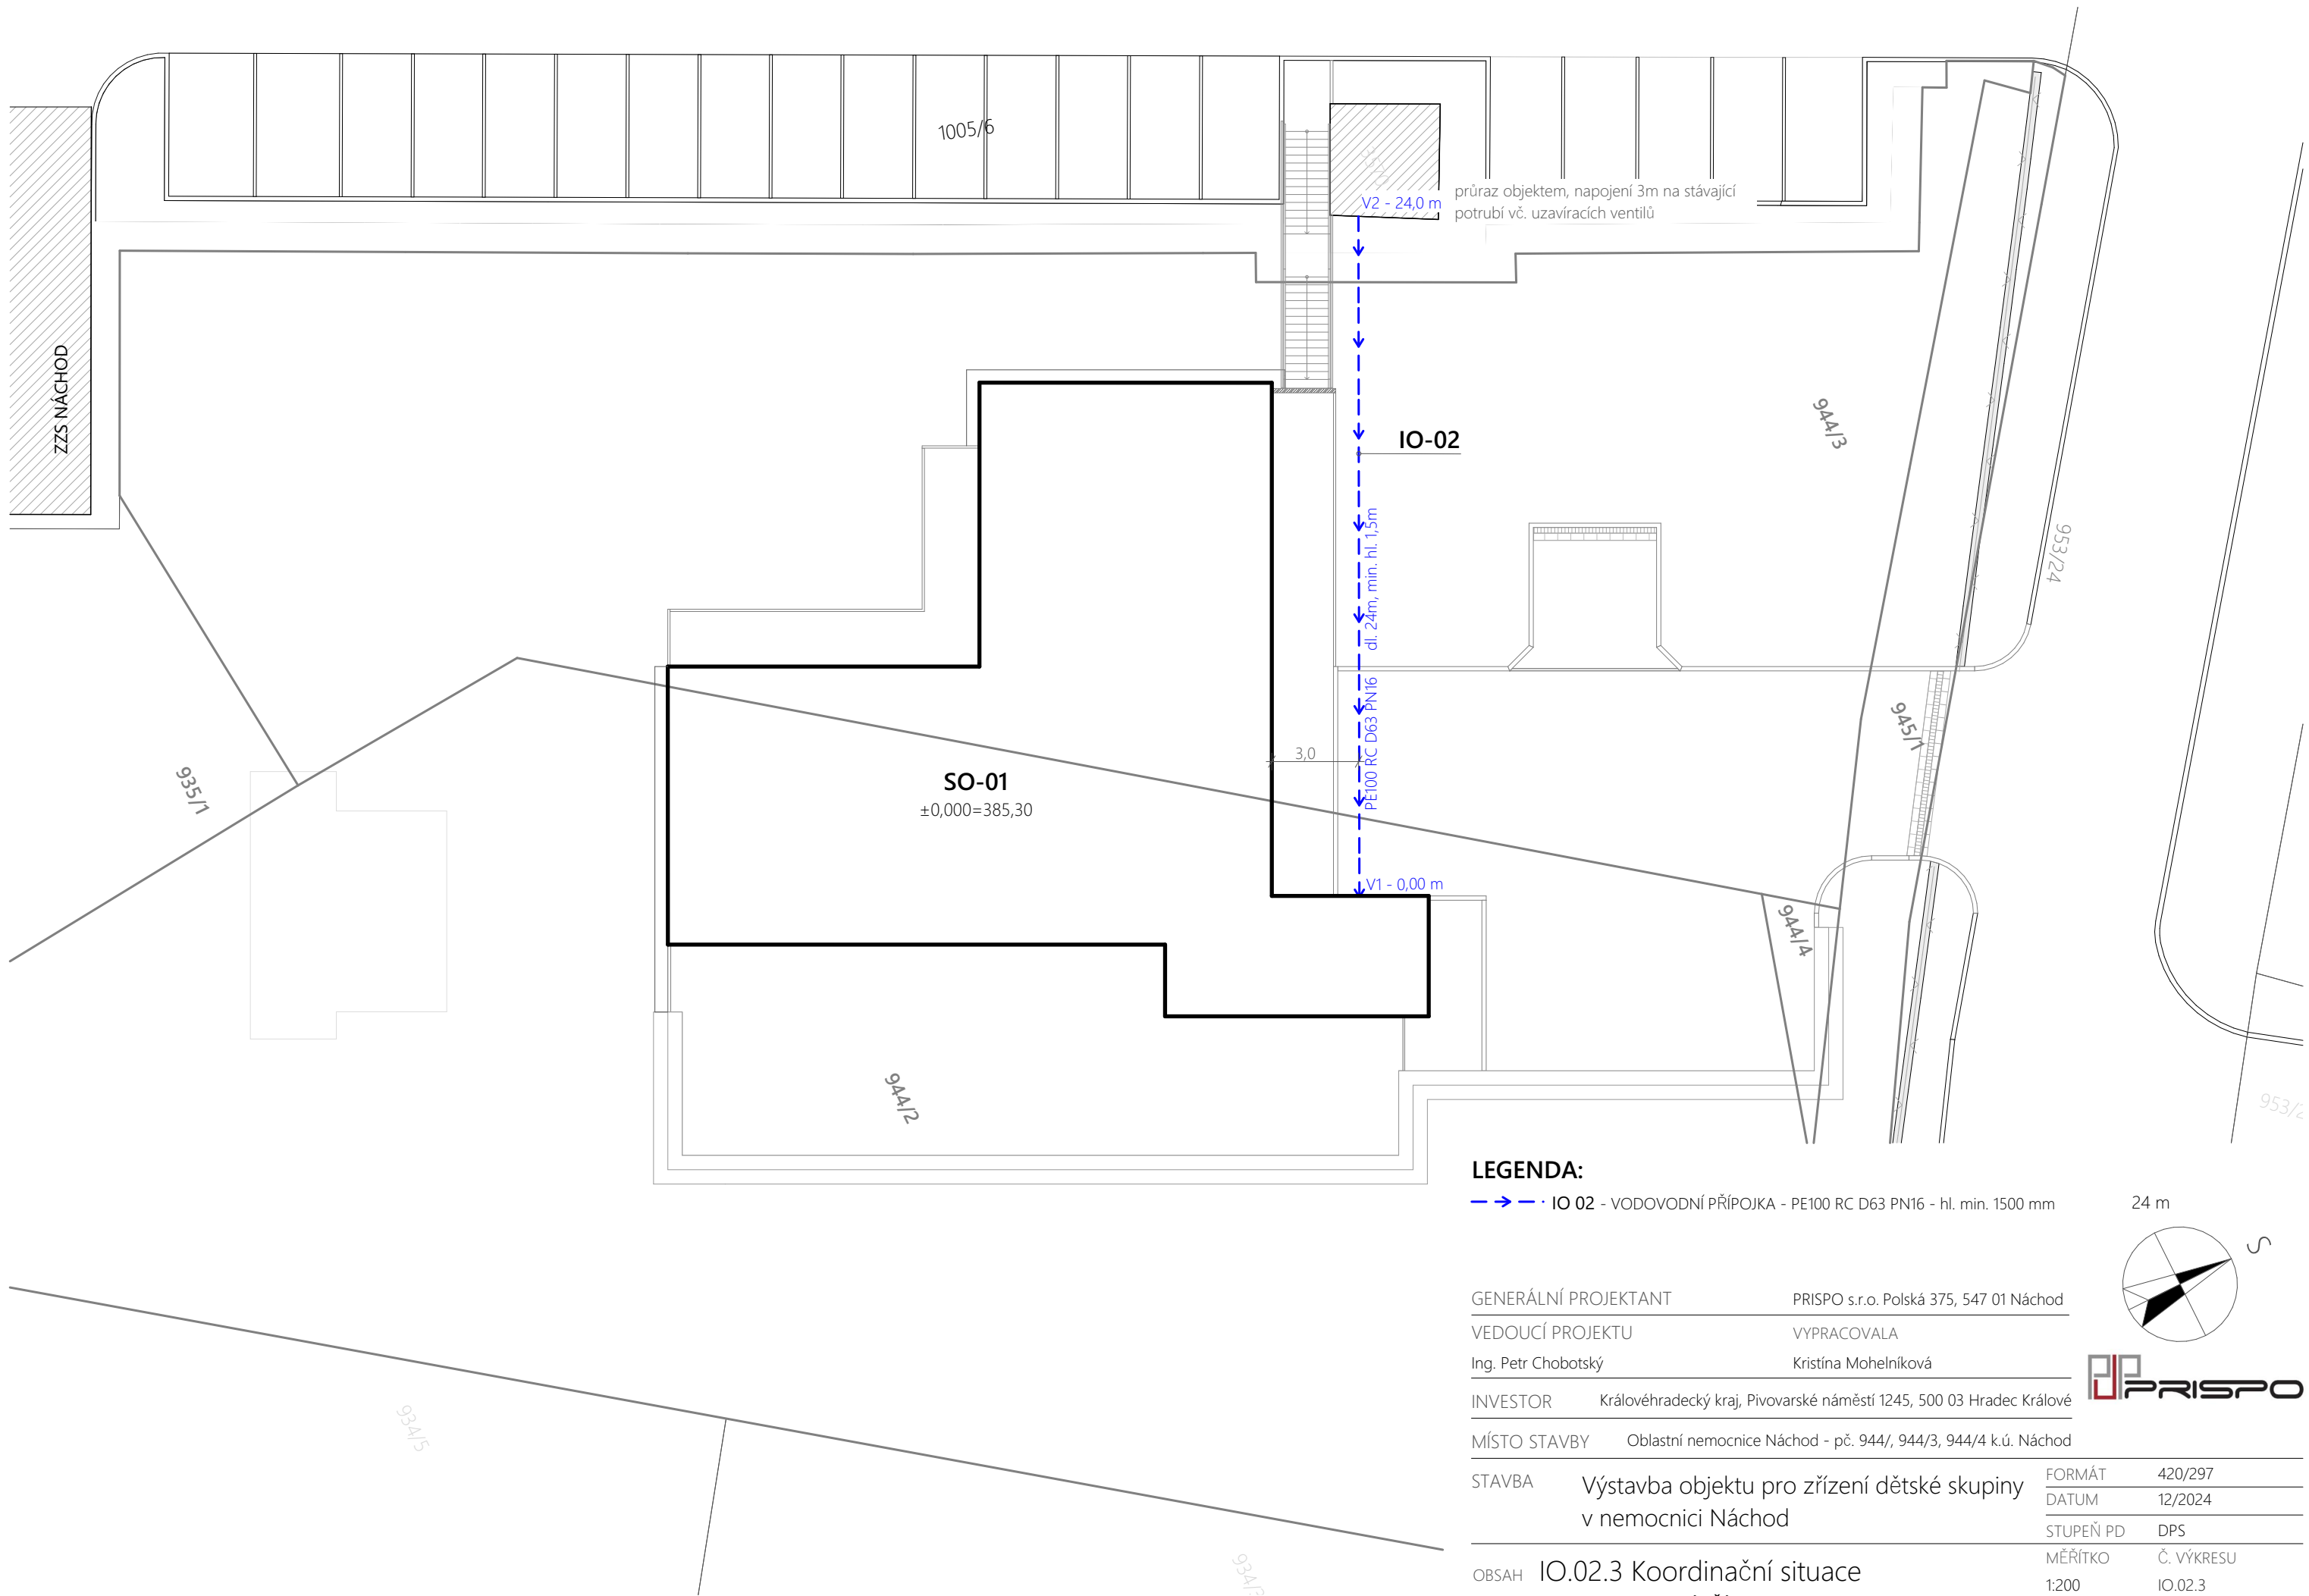 1005/6
průraz objektem, napojení 3m na stávající
potrubí vč. uzavíracích ventilů
V2 - 24,0 m
ZZS NÁCHOD
IO-02
944/3
953/24
PE100 RC D63 PN16 dl. 24m, min. hl. 1,5m
945/1
3,0
935/1
SO-01
±0,000=385,30
V1 - 0,00 m
944/4
944/2
LEGENDA:
IO 02 - VODOVODNÍ PŘÍPOJKA - PE100 RC D63 PN16 - hl. min. 1500 mm 24 m
S
GENERÁLNÍ PROJEKTANT PRISPO s.r.o. Polská 375, 547 01 Náchod
VEDOUCÍ PROJEKTU VYPRACOVALA
Ing. Petr Chobotský Kristína Mohelníková
PRISPO
INVESTOR Královéhradecký kraj, Pivovarské náměstí 1245, 500 03 Hradec Králové
MÍSTO STAVBY Oblastní nemocnice Náchod - pč. 944/, 944/3, 944/4 k.ú. Náchod
STAVBA Výstavba objektu pro zřízení dětské skupiny
v nemocnici Náchod
FORMÁT 420/297
DATUM 12/2024
STUPEŇ PD DPS
MĚŘÍTKO Č. VÝKRESU
1:200 IO.02.3
OBSAH IO.02.3 Koordinační situace
934/5